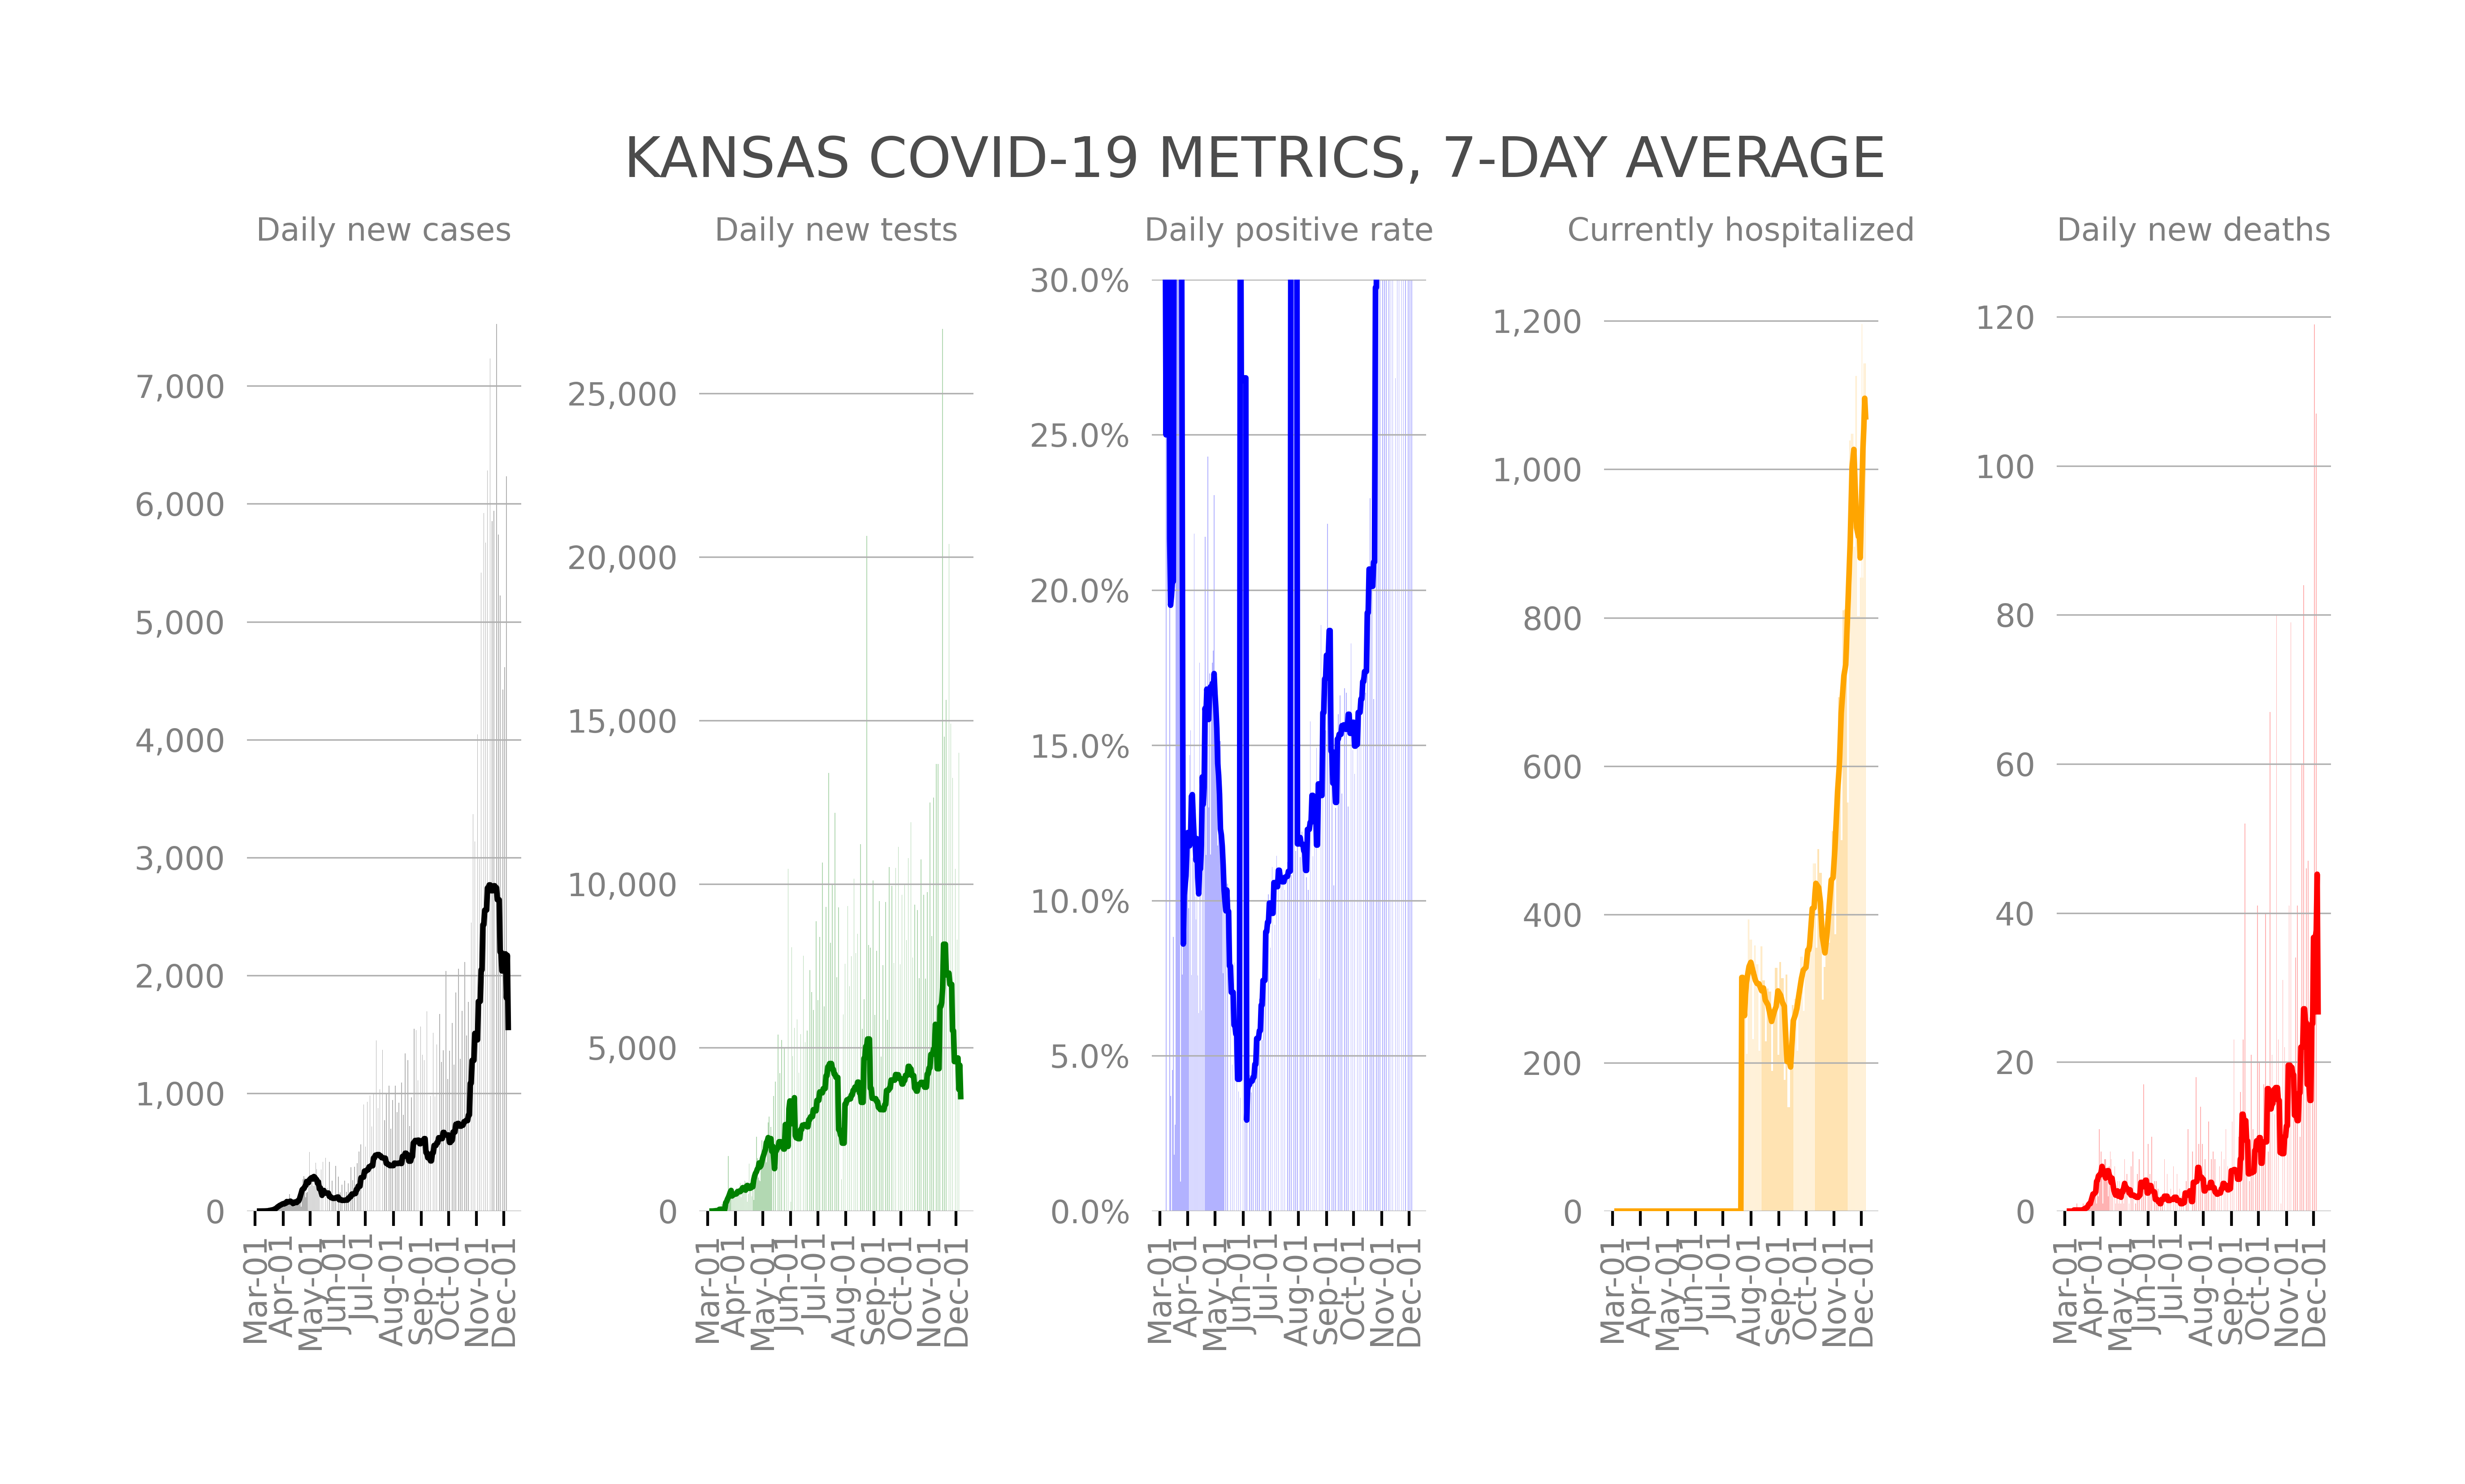 KANSAS COVID-19 METRICS, 7-DAY AVERAGE
Daily new cases
7,000
6,000
5,000
4,000
3,000
2,000
1,000
0
Mar-01
Apr-01
May-01
Jun-01
Jul-01
Aug-01
Sep-01
Oct-01
Nov-01
Dec-01
Daily new tests
25,000
20,000
15,000
10,000
5,000
0
Mar-01
Apr-01
May-01
Jun-01
Jul-01
Aug-01
Sep-01
Oct-01
Nov-01
Dec-01
Daily positive rate
30.0%
25.0%
20.0%
15.0%
10.0%
5.0%
0.0%
Mar-01
Apr-01
May-01
Jun-01
Jul-01
Aug-01
Sep-01
Oct-01
Nov-01
Dec-01
Currently hospitalized
1,200
1,000
800
600
400
200
0
Mar-01
Apr-01
May-01
Jun-01
Jul-01
Aug-01
Sep-01
Oct-01
Nov-01
Dec-01
Daily new deaths
120
100
80
60
40
20
0
Mar-01
Apr-01
May-01
Jun-01
Jul-01
Aug-01
Sep-01
Oct-01
Nov-01
Dec-01